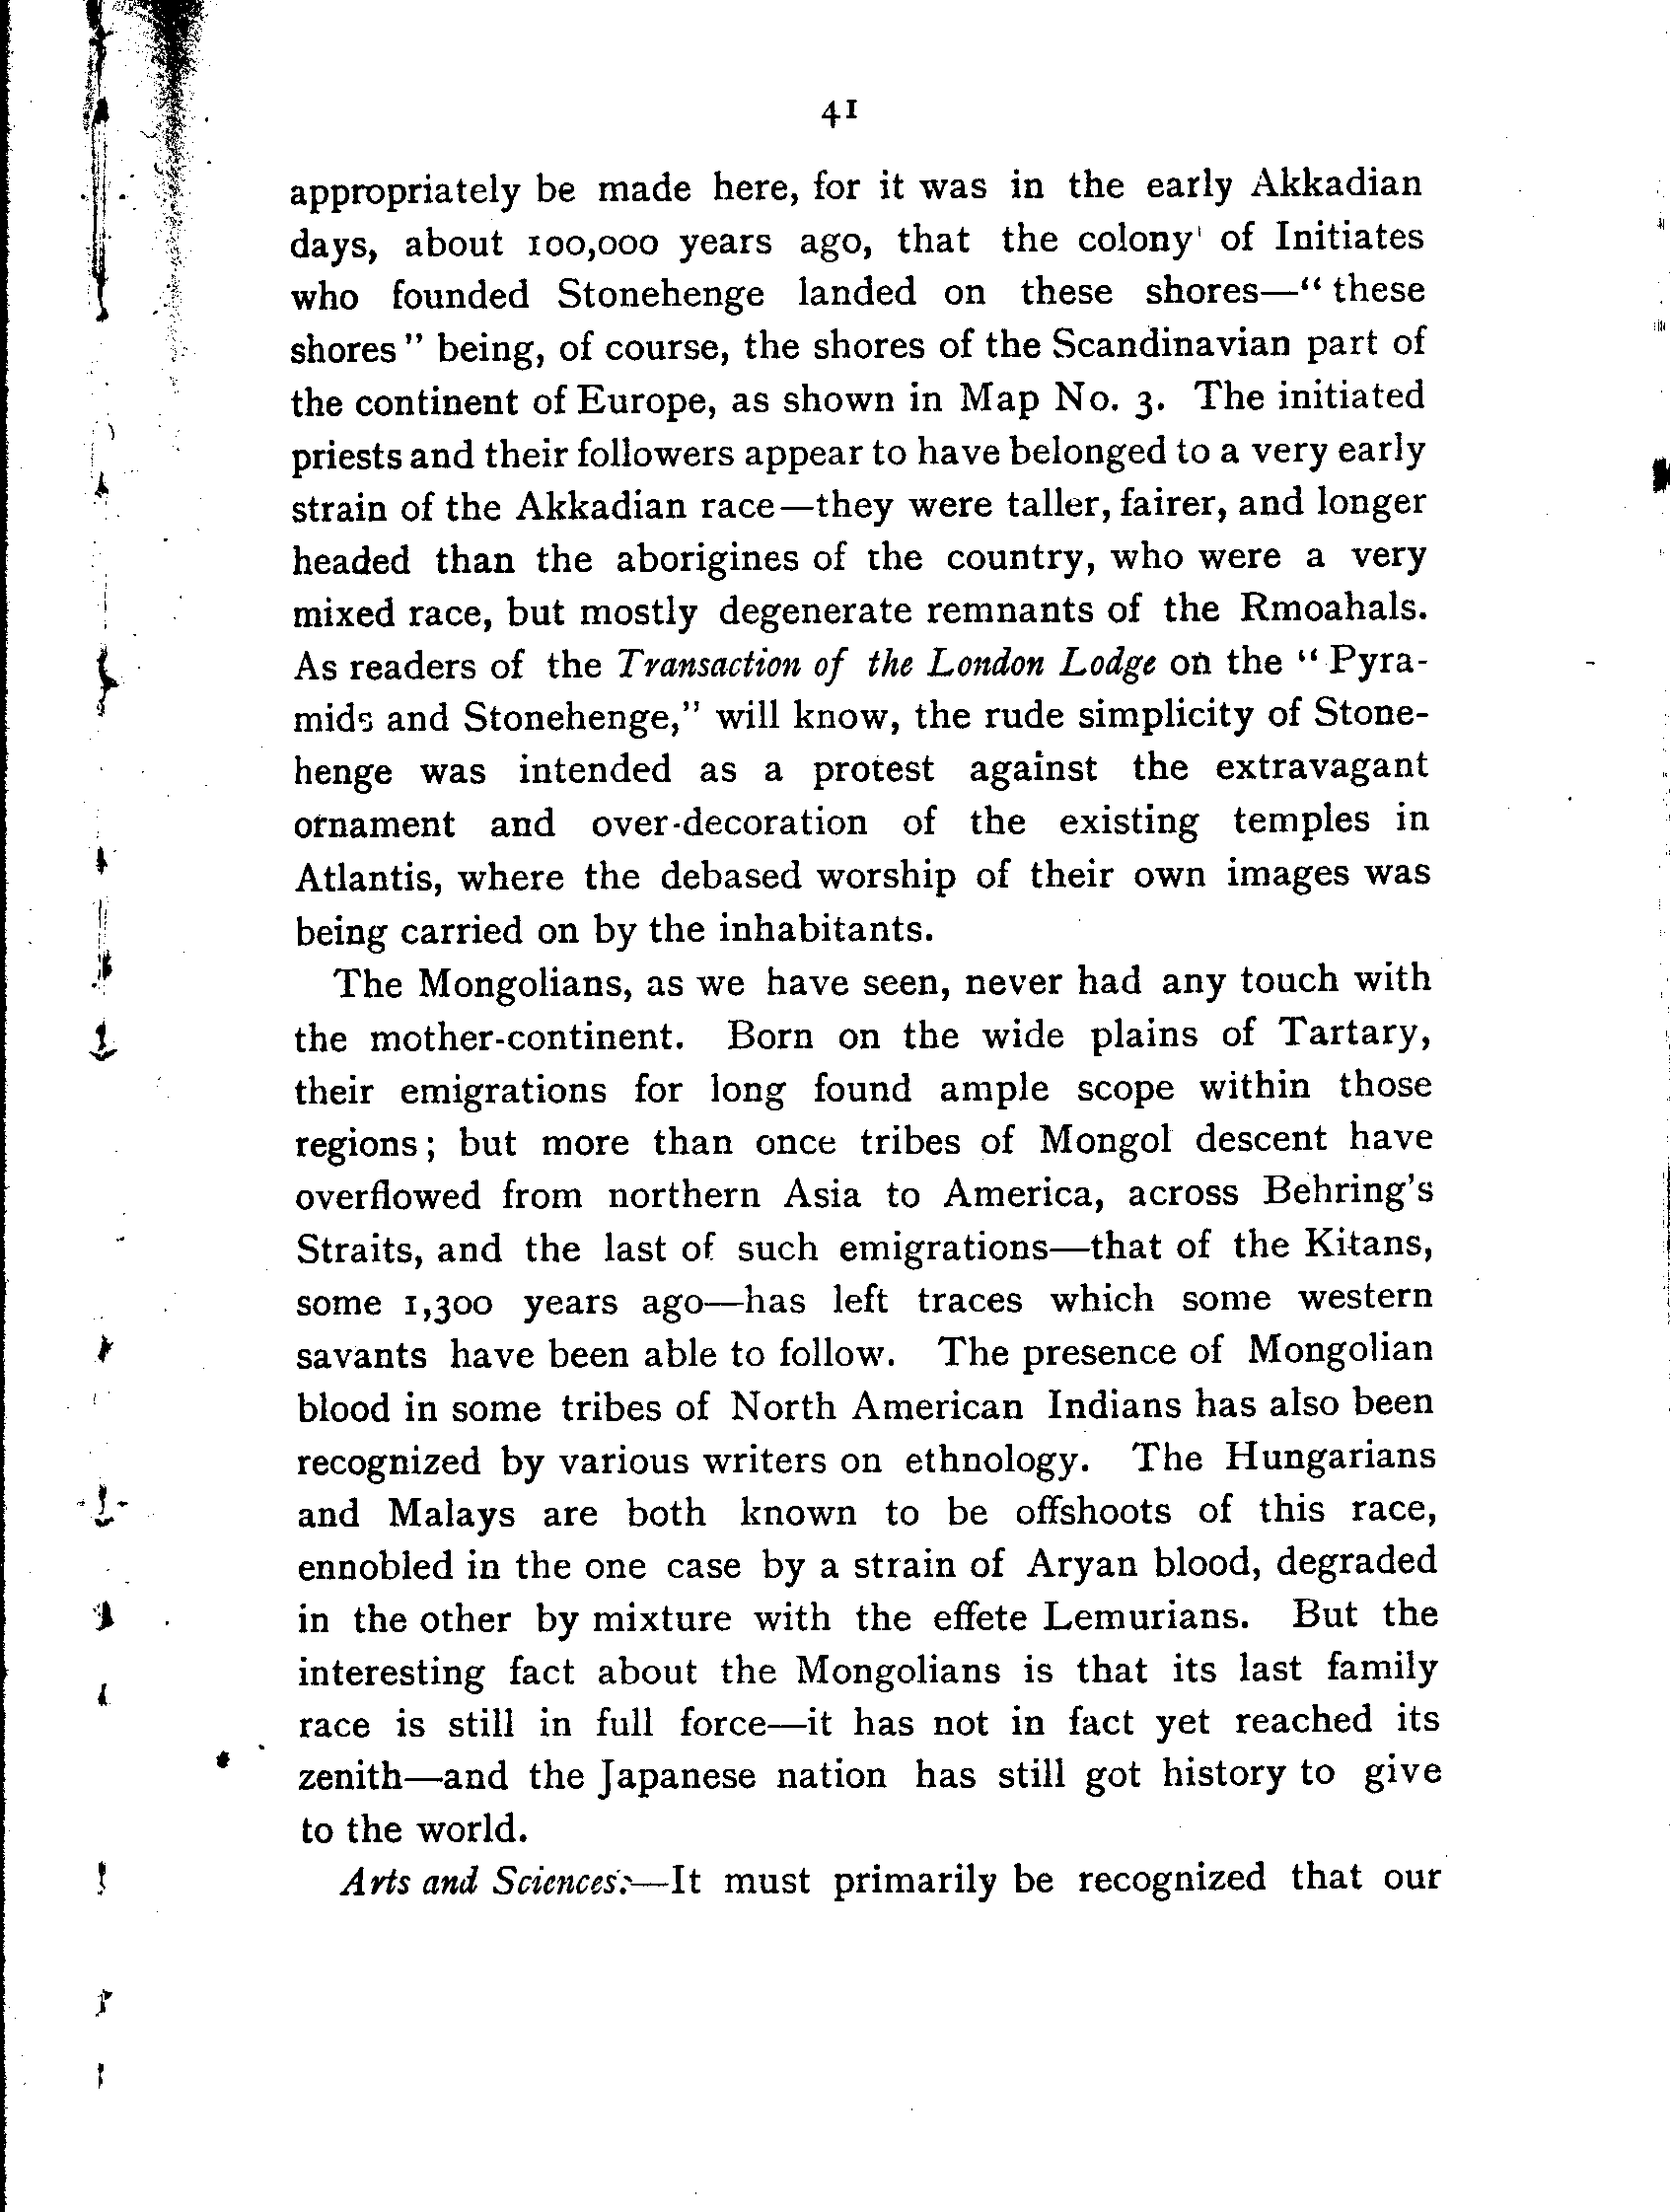 41
appropriately be made here, for it was in the early Akkadian
days, about 100,000 years ago, that the colony of Initiates
who founded Stonehenge landed on these shores—“ these
shores ” being, of course, the shores of the Scandinavian part of
the continent of Europe, as shown in Map No. 3. The initiated
priests and their followers appear to have belonged to a very early
strain of the Akkadian race—they were taller, fairer, and longer
headed than the aborigines of the country, who were a very
mixed race, but mostly degenerate remnants of the Rmoahals.
As readers of the Transaction of the London Lodge on the “ Pyra-
mids and Stonehenge,” will know, the rude simplicity of Stone-
henge was intended as a protest against the extravagant
ornament and over-decoration of the existing temples in
Atlantis, where the debased worship of their own images was
being carried on by the inhabitants.
The Mongolians, as we have seen, never had any touch with
the mother-continent. Born on the wide plains of Tartary,
their emigrations for long found ample scope within those
regions; but more than once tribes of Mongol descent have
overflowed from northern Asia to America, across Behring's
Straits, and the last of such emigrations—that of the Kitans,
some 1,300 years ago—has left traces which some western
savants have been able to follow. The presence of Mongolian
blood in some tribes of North American Indians has also been
recognized by various writers on ethnology. The Hungarians
and Malays are both known to be offshoots of this race,
ennobled in the one case by a strain of Aryan blood, degraded
in the other by mixture with the effete Lemurians. But the
interesting fact about the Mongolians is that its last family
race is still in full force—it has not in fact yet reached its
zenith—and the Japanese nation has still got history to give
to the world.
Arts and Sciences:—It must primarily be recognized that our